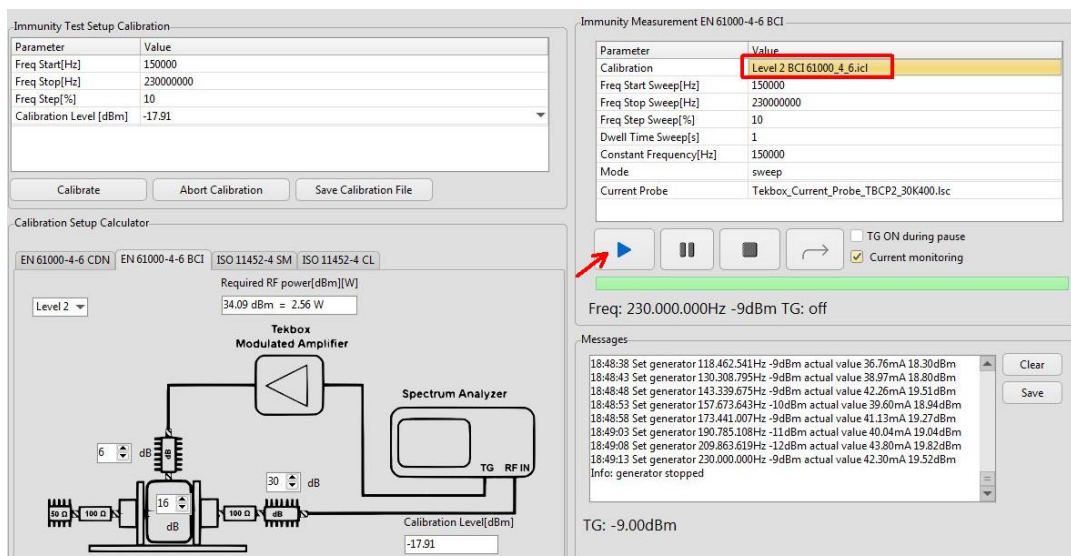 Immunity Test Setup Calibration
Parameter Value
Freq Start[Hz] 150000
Freq Stop[Hz] 230000000
Freq Step[%] 10
Calibration Level [dBm] -17.91
Calibrate Abort Calibration Save Calibration File
Calibration Setup Calculator
EN 61000-4-6 CDN EN 61000-4-6 BCI ISO 11452-4 SM ISO 11452-4 CL
Required RF power[dBm][W]
Level 2 34.09 dBm = 2.56 W
Tekbox
Modulated Amplifier
Spectrum Analyzer
TG RF IN
6 dB dB
30 dB
50 Ω 100 Ω 16 dB 100 Ω dB
Calibration Level[dBm]
-17.91
Immunity Measurement EN 61000-4-6 BCI
Parameter Value
Calibration Level 2 BCI 61000_4_6.icl
Freq Start Sweep[Hz] 150000
Freq Stop Sweep[Hz] 230000000
Freq Step Sweep[%] 10
Dwell Time Sweep[s] 1
Constant Frequency[Hz] 150000
Mode sweep
Current Probe Tekbox_Current_Probe_TBCP2_30K400.lsc
TG ON during pause
Current monitoring
Freq: 230.000.000Hz -9dBm TG: off
Messages
18:48:38 Set generator 118.462.541Hz -9dBm actual value 36.76mA 18.30dBm
18:48:43 Set generator 130.308.795Hz -9dBm actual value 38.97mA 18.80dBm
18:48:48 Set generator 143.339.675Hz -9dBm actual value 42.26mA 19.51dBm
18:48:53 Set generator 157.673.643Hz -10dBm actual value 39.60mA 18.94dBm
18:48:58 Set generator 173.441.007Hz -9dBm actual value 41.13mA 19.27dBm
18:49:03 Set generator 190.785.108Hz -11dBm actual value 40.04mA 19.04dBm
18:49:08 Set generator 209.863.619Hz -12dBm actual value 43.80mA 19.82dBm
18:49:13 Set generator 230.000.000Hz -9dBm actual value 42.30mA 19.52dBm
Info: generator stopped
Clear
Save
TG: -9.00dBm